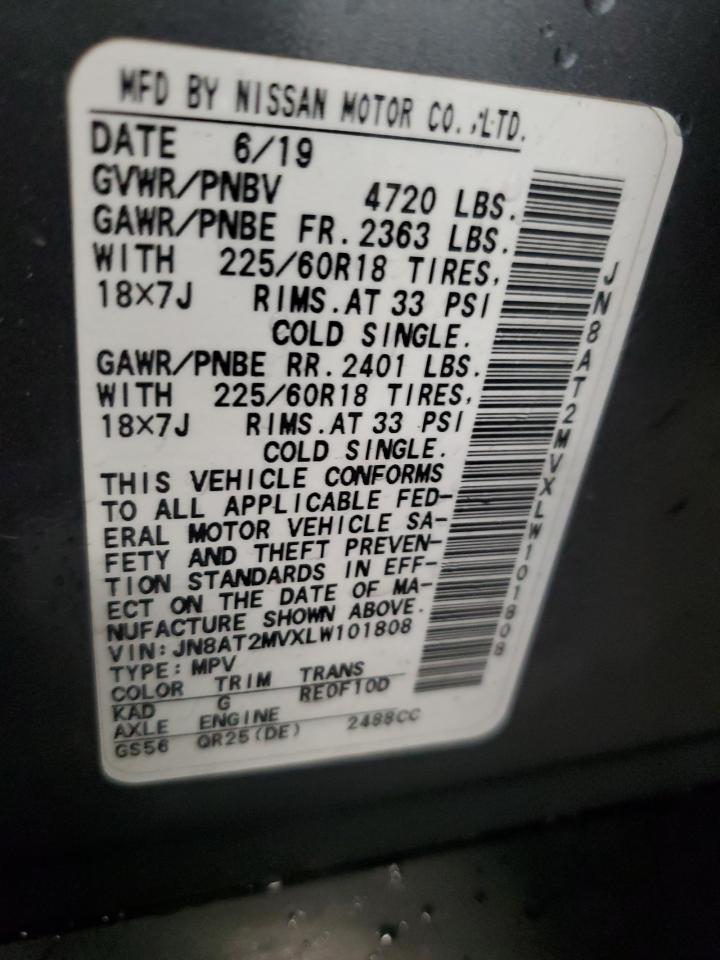 MFD BY NISSAN MOTOR CO.,LTD.
DATE 6/19
GVWR/PNBV 4720 LBS.
GAWR/PNBE FR. 2363 LBS.
WITH 225/60R18 TIRES,
18X7J RIMS.AT 33 PSI
COLD SINGLE.
GAWR/PNBE RR. 2401 LBS.
WITH 225/60R18 TIRES,
18X7J RIMS.AT 33 PSI
COLD SINGLE.
THIS VEHICLE CONFORMS
TO ALL APPLICABLE FED-
ERAL MOTOR VEHICLE SA-
FETY AND THEFT PREVEN-
TION STANDARDS IN EFF-
ECT ON THE DATE OF MA-
NUFACTURE SHOWN ABOVE.
VIN:JN8AT2MVXLW101808
TYPE:MPV
COLOR TRIM TRANS
KAD G RE0F10D
AXLE ENGINE
GS56 QR25(DE) 2488CC
JN8AT2MVXLW101808